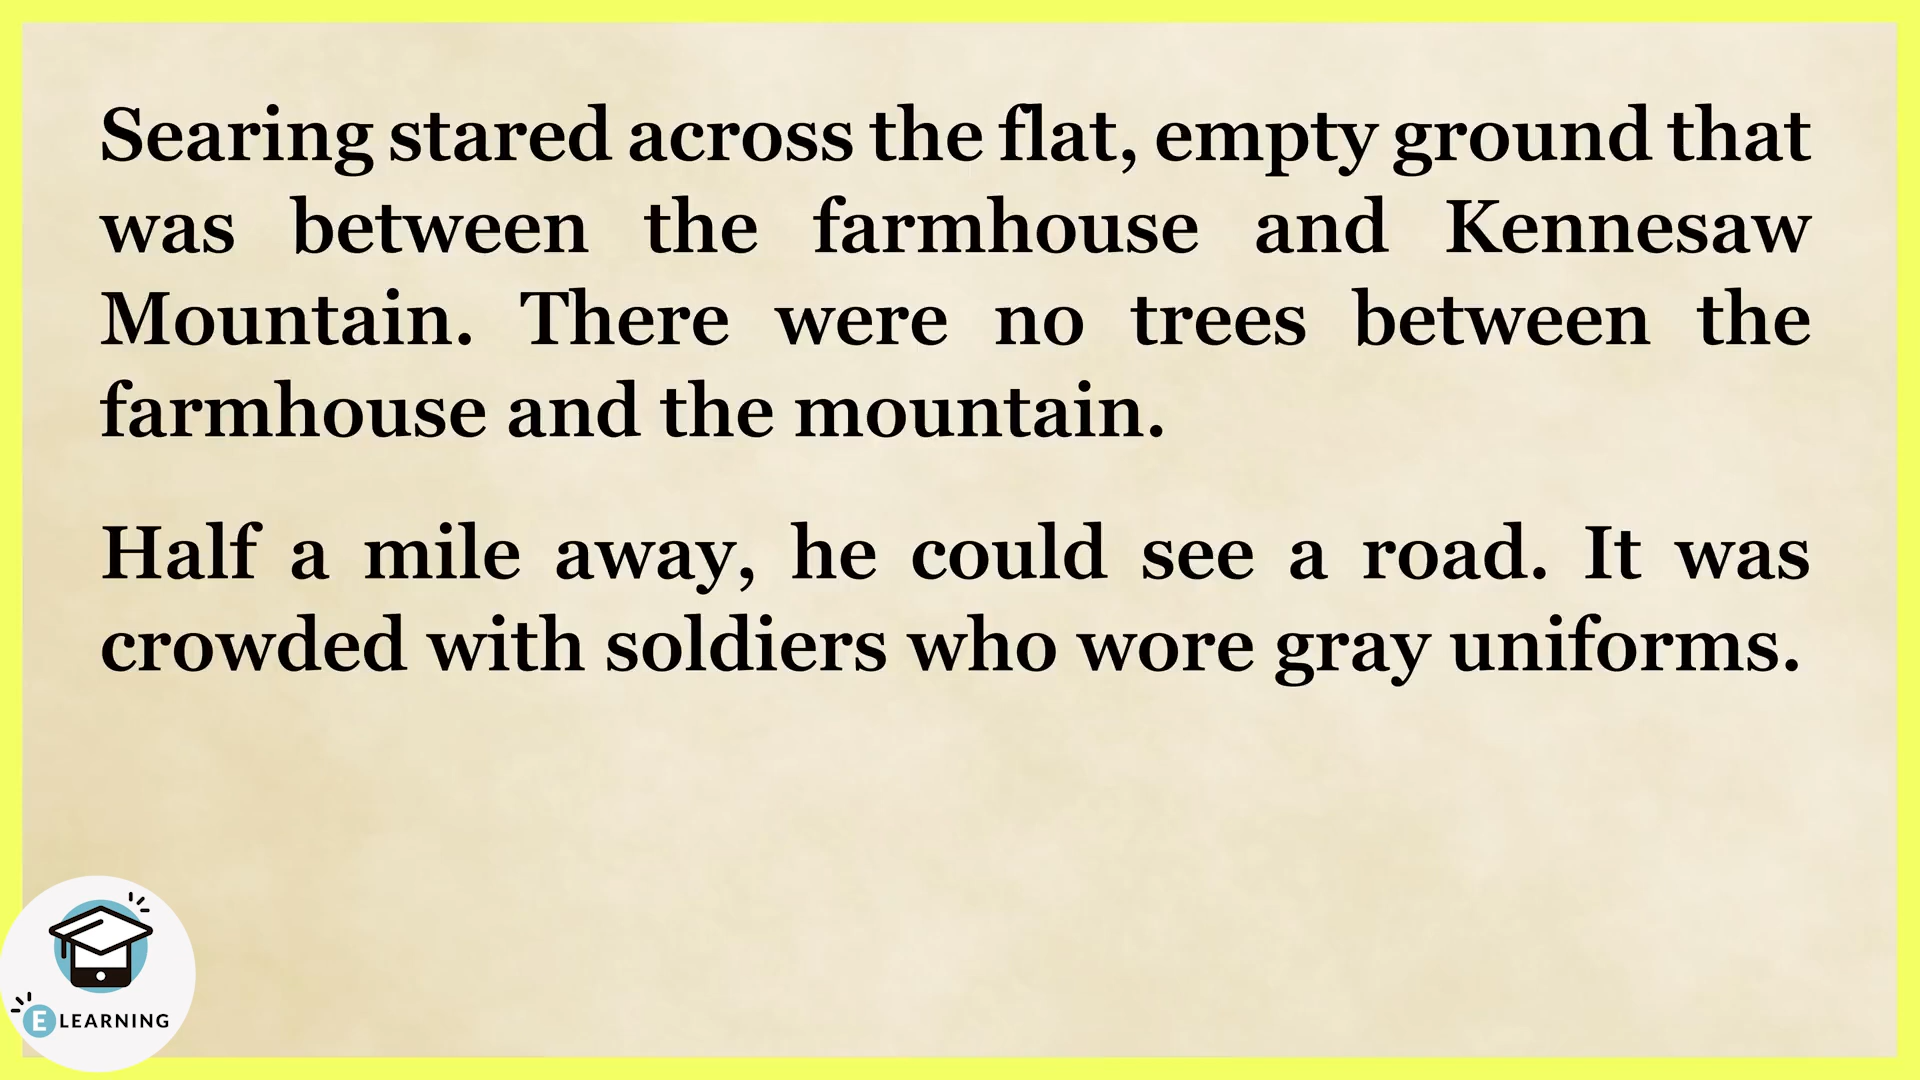 Searing stared across the flat, empty ground that
was between the farmhouse and Kennesaw
Mountain. There were no trees between the
farmhouse and the mountain.
Half a mile away, he could see a road. It was
crowded with soldiers who wore gray uniforms.
E LEARNING